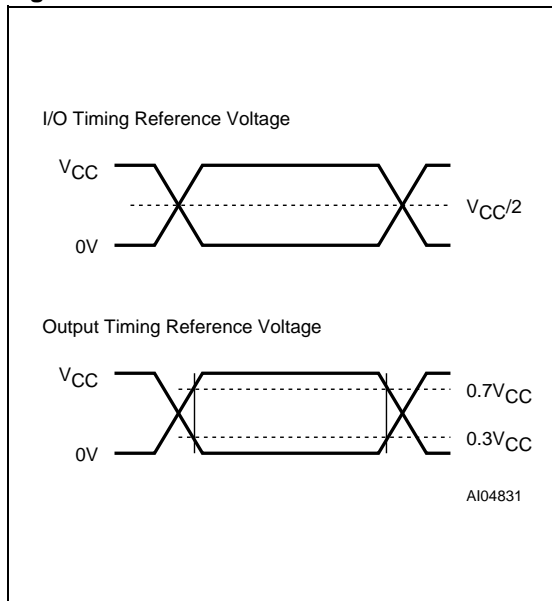 I/O Timing Reference Voltage
VCC
VCC/2
0V
Output Timing Reference Voltage
VCC
0.7VCC
0.3VCC
0V
AI04831